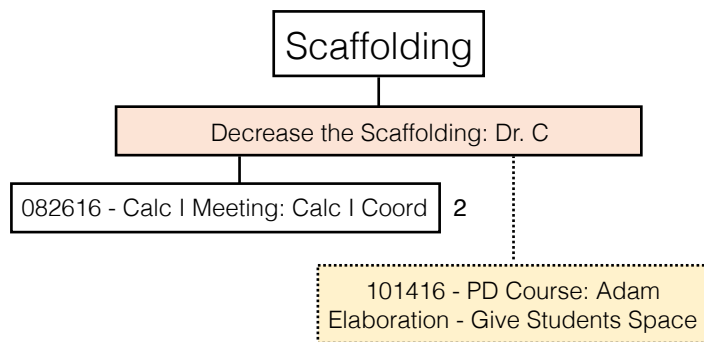 Scaffolding
Decrease the Scaffolding: Dr. C
082616 - Calc I Meeting: Calc I Coord 2
101416 - PD Course: Adam
Elaboration - Give Students Space